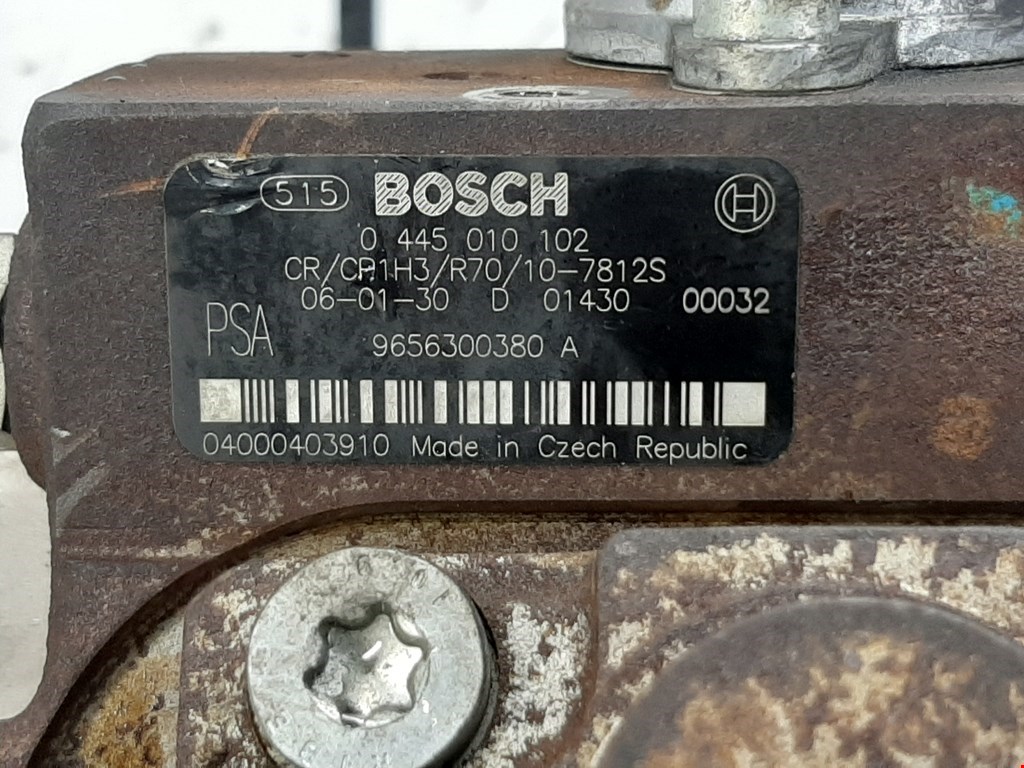 515 BOSCH
0 445 010 102
CR/CP1H3/R70/10-7812S
06-01-30 D 01430 00032
PSA 9656300380 A
04000403910 Made in Czech Republic